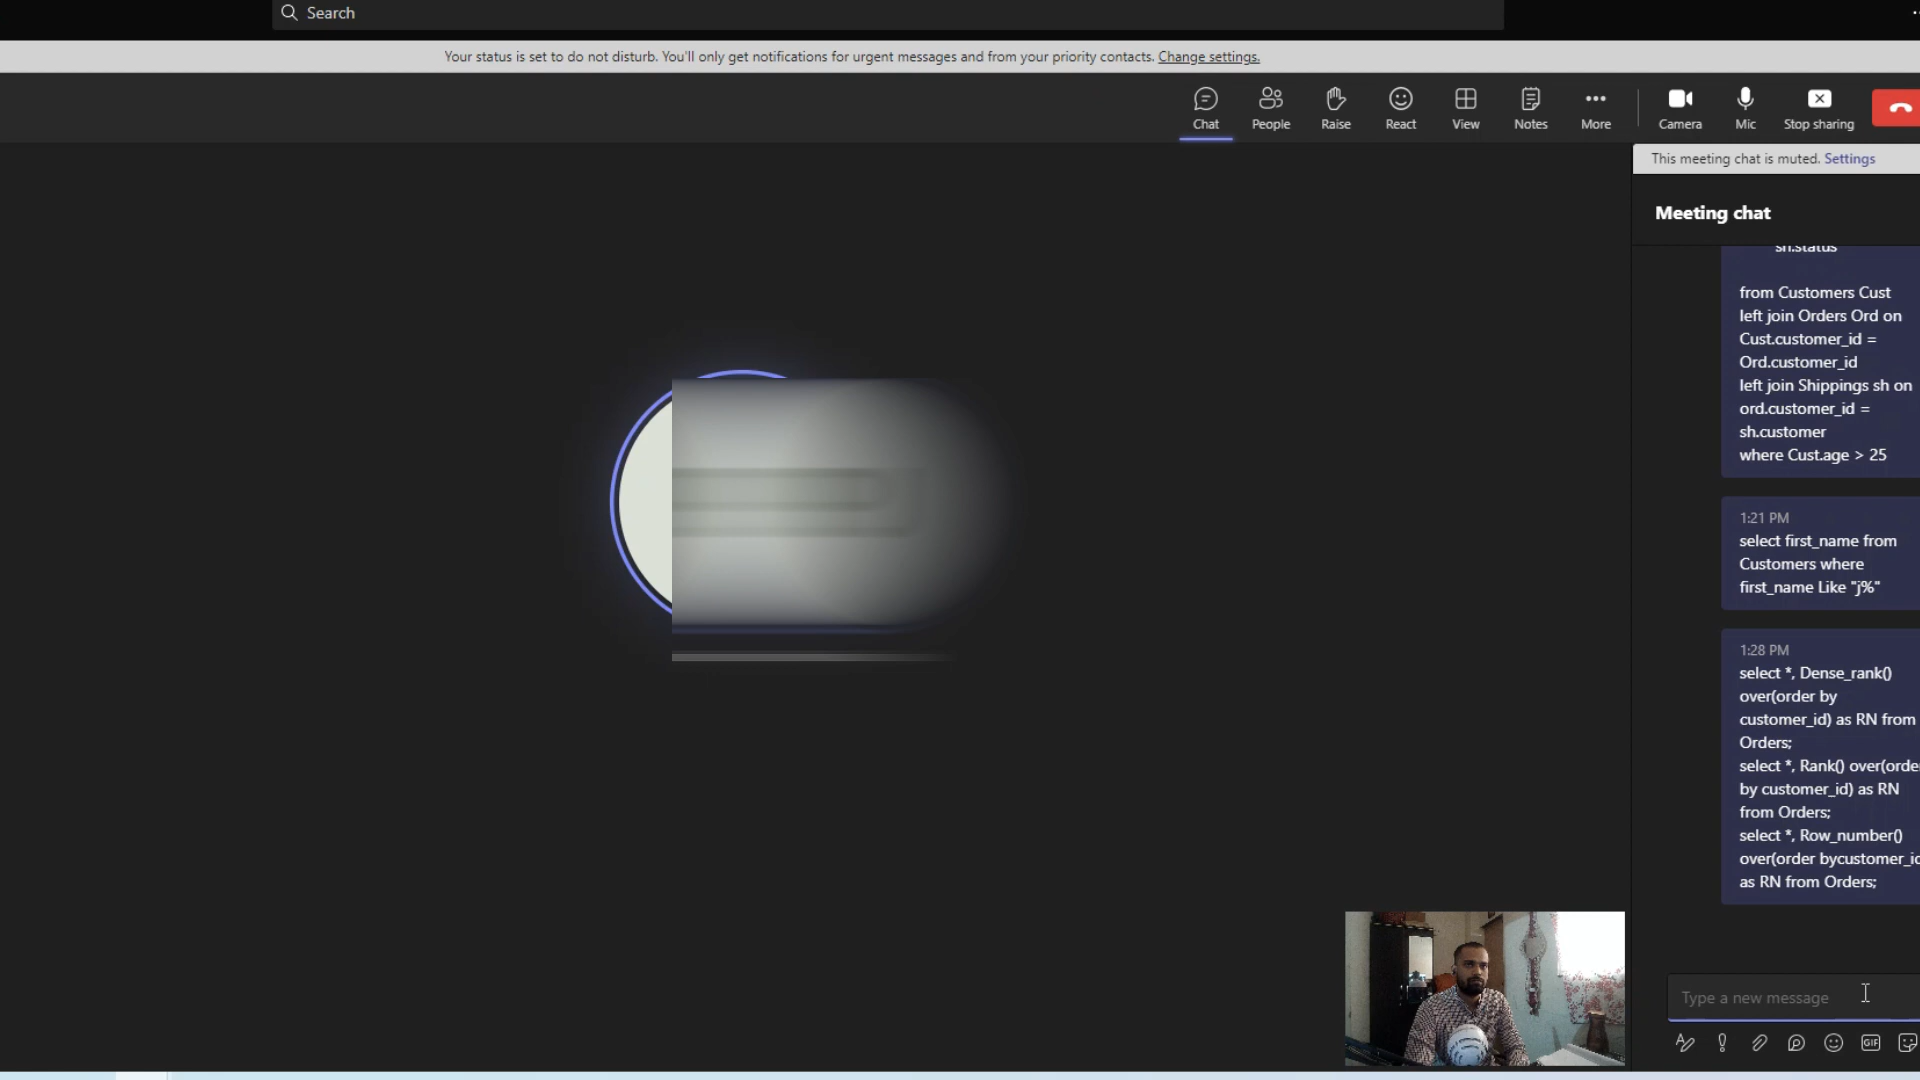 Search
Your status is set to do not disturb. You'll only get notifications for urgent messages and from your priority contacts. Change settings.
Chat
People
Raise
React
View
Notes
More
Camera
Mic
Stop sharing
This meeting chat is muted. Settings
Meeting chat
sh.status
from Customers Cust
left join Orders Ord on
Cust.customer_id =
Ord.customer_id
left join Shippings sh on
ord.customer_id =
sh.customer
where Cust.age > 25
1:21 PM
select first_name from
Customers where
first_name Like "j%"
1:28 PM
select *, Dense_rank()
over(order by
customer_id) as RN from
Orders;
select *, Rank() over(order
by customer_id) as RN
from Orders;
select *, Row_number()
over(order bycustomer_id
as RN from Orders;
Type a new message
GIF